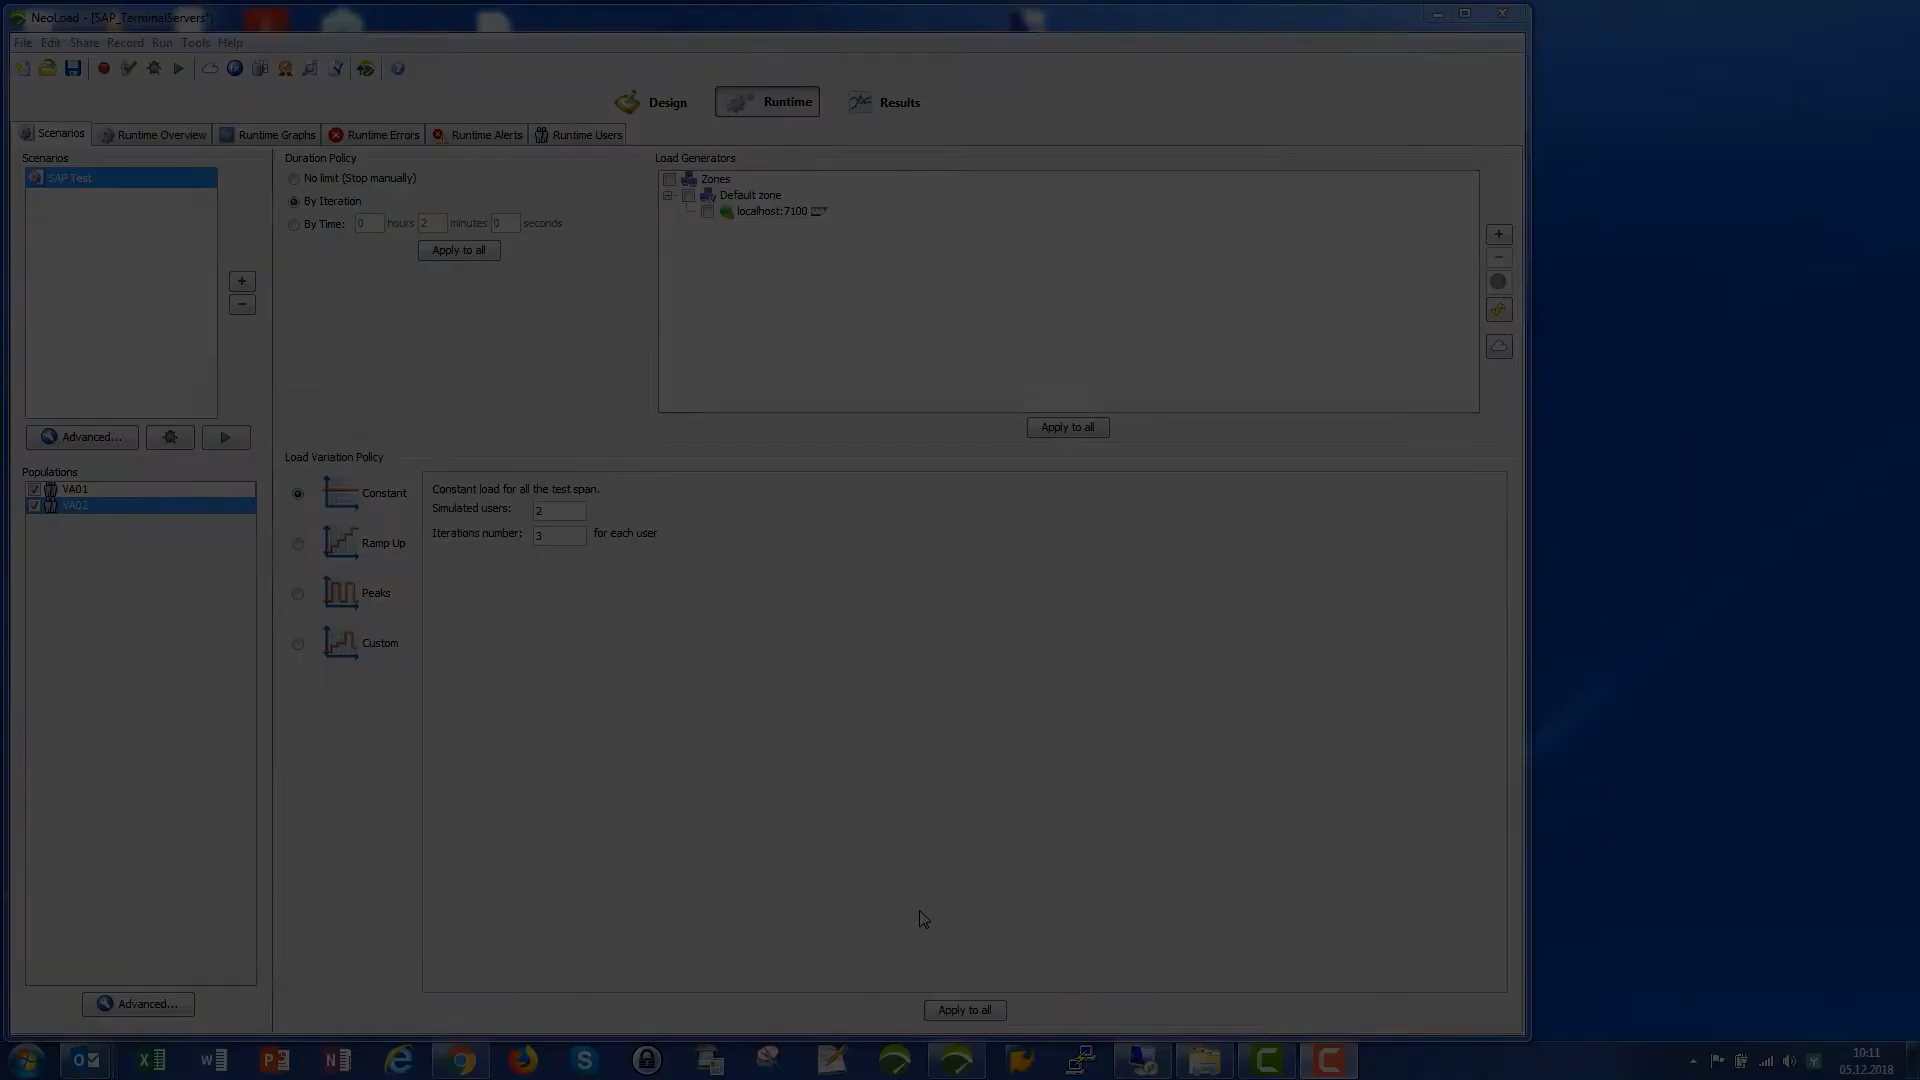 NeoLoad - [SAP_TerminalServers*]
File Edit Share Record Run Tools Help
Design Runtime Results
Scenarios Runtime Overview Runtime Graphs Runtime Errors Runtime Alerts Runtime Users
Scenarios
SAP Test
+
−
Advanced...
Populations
VA01
VA02
Advanced...
Duration Policy
No limit (Stop manually)
By Iteration
By Time: 0 hours 2 minutes 0 seconds
Apply to all
Load Generators
Zones
Default zone
localhost:7100
+
−
Apply to all
Load Variation Policy
Constant
Ramp Up
Peaks
Custom
Constant load for all the test span.
Simulated users: 2
Iterations number: 3 for each user
Apply to all
10:11
05.12.2018